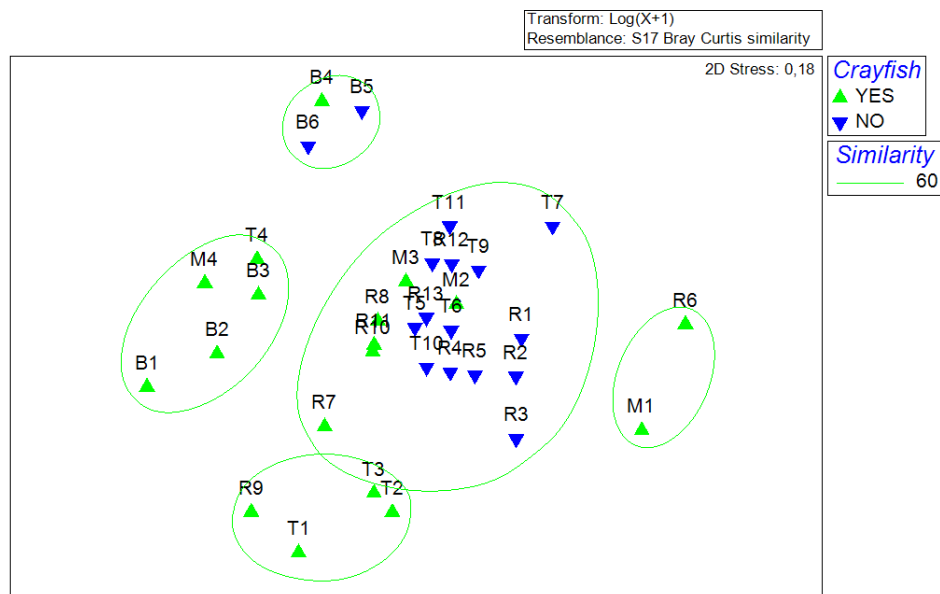 Transform: Log(X+1)
Resemblance: S17 Bray Curtis similarity
2D Stress: 0,18
Crayfish
YES
NO
Similarity
60
B4
B5
B6
T11
T7
T4
M4
B3
T8
R12
T9
M3
M2
R8
R13
T5
T6
R1
R6
R11
R10
B2
B1
T10
R4
R5
R2
R7
R3
M1
T3
R9
T2
T1